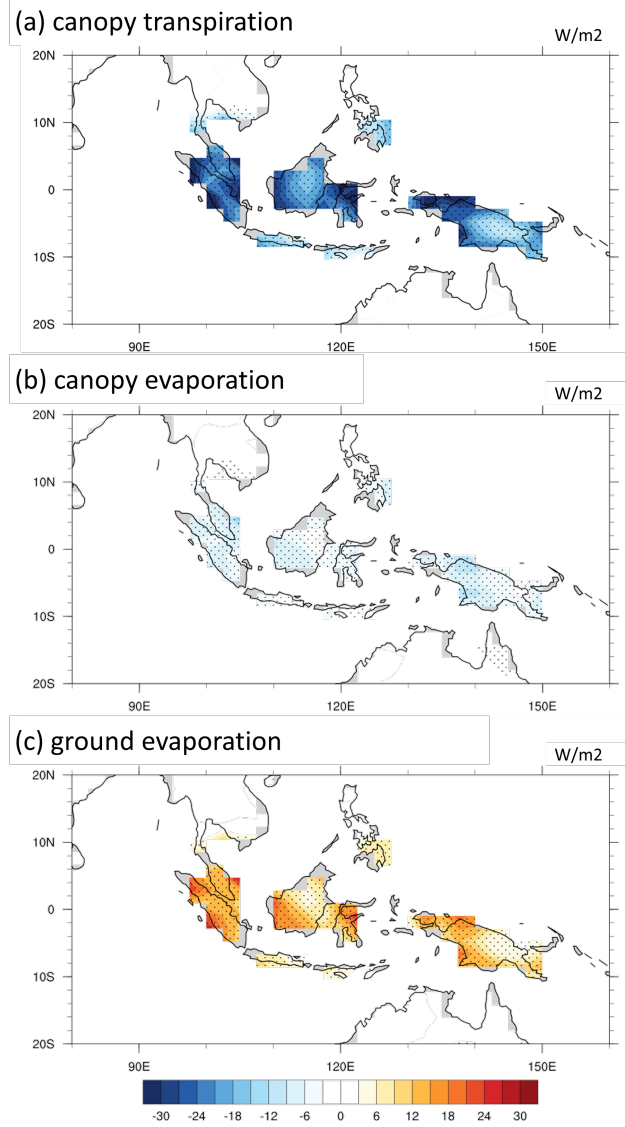 (a) canopy transpiration
W/m2
20N
10N
0
10S
20S
90E 120E 150E
(b) canopy evaporation
W/m2
20N
10N
0
10S
20S
90E 120E 150E
(c) ground evaporation
W/m2
20N
10N
0
10S
20S
90E 120E 150E
-30 -24 -18 -12 -6 0 6 12 18 24 30